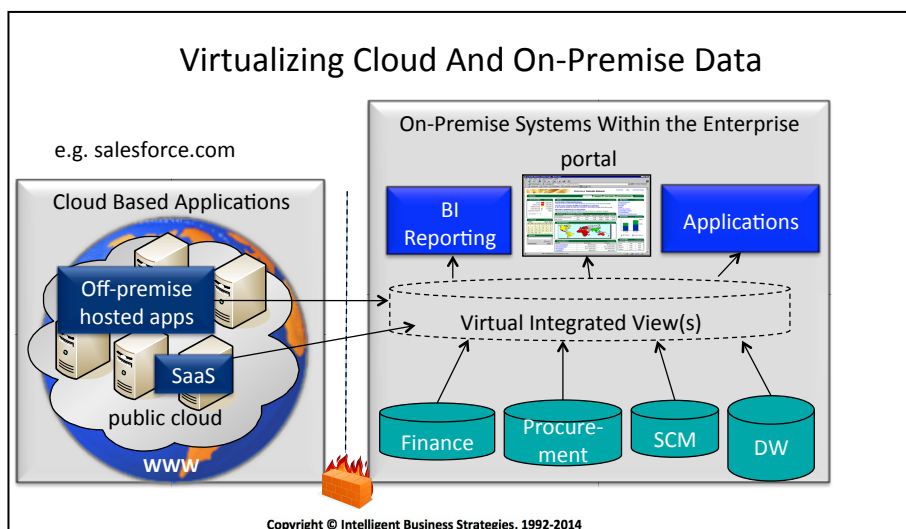 Virtualizing Cloud And On-Premise Data
e.g. salesforce.com
Cloud Based Applications
Off-premise
hosted apps
SaaS
public cloud
www
On-Premise Systems Within the Enterprise
portal
BI
Reporting
Applications
Virtual Integrated View(s)
Finance
Procure-
ment
SCM
DW
Copyright © Intelligent Business Strategies, 1992-2014